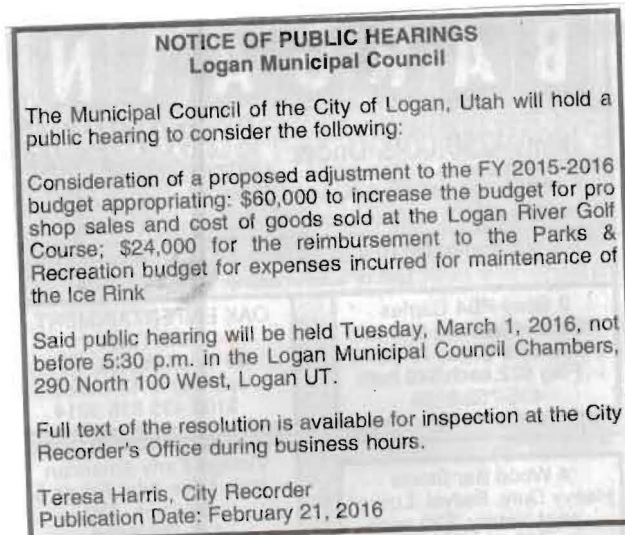 NOTICE OF PUBLIC HEARINGS
Logan Municipal Council
The Municipal Council of the City of Logan, Utah will hold a
public hearing to consider the following:
Consideration of a proposed adjustment to the FY 2015-2016
budget appropriating: $60,000 to increase the budget for pro
shop sales and cost of goods sold at the Logan River Golf
Course; $24,000 for the reimbursement to the Parks &
Recreation budget for expenses incurred for maintenance of
the Ice Rink
Said public hearing will be held Tuesday, March 1, 2016, not
before 5:30 p.m. in the Logan Municipal Council Chambers,
290 North 100 West, Logan UT.
Full text of the resolution is available for inspection at the City
Recorder's Office during business hours.
Teresa Harris, City Recorder
Publication Date: February 21, 2016